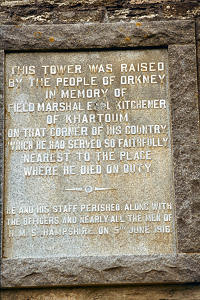 THIS TOWER WAS RAISED
BY THE PEOPLE OF ORKNEY
IN MEMORY OF
FIELD MARSHAL EARL KITCHENER
OF KHARTOUM
ON THAT CORNER OF HIS COUNTRY,
WHICH HE HAD SERVED SO FAITHFULLY
NEAREST TO THE PLACE
WHERE HE DIED ON DUTY.
HE AND HIS STAFF PERISHED ALONG WITH
THE OFFICERS AND NEARLY ALL THE MEN OF
H.M.S. HAMPSHIRE ON 5TH JUNE 1916